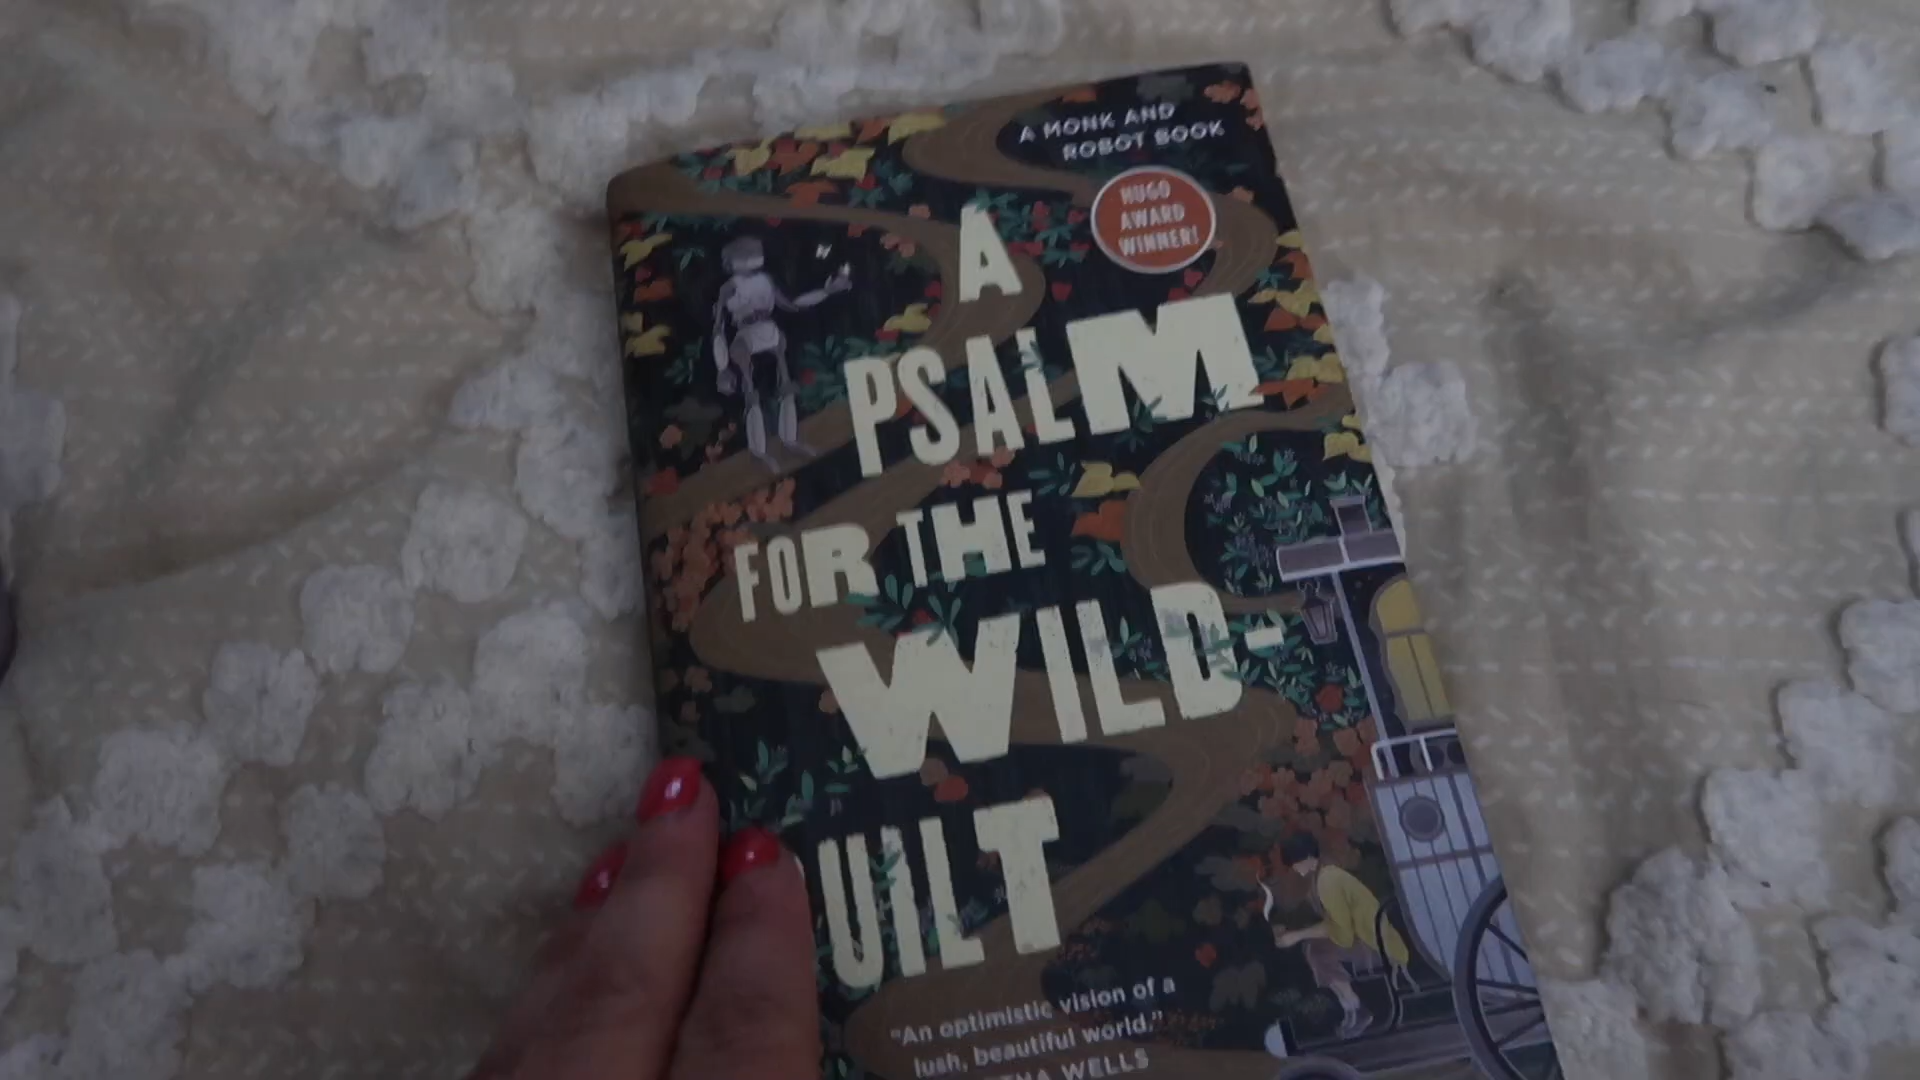 A MONK AND
ROBOT BOOK
HUGO
AWARD
WINNER!
A
PSALM
FOR THE
WILD-
UILT
"An optimistic vision of a
lush, beautiful world."
WELLS